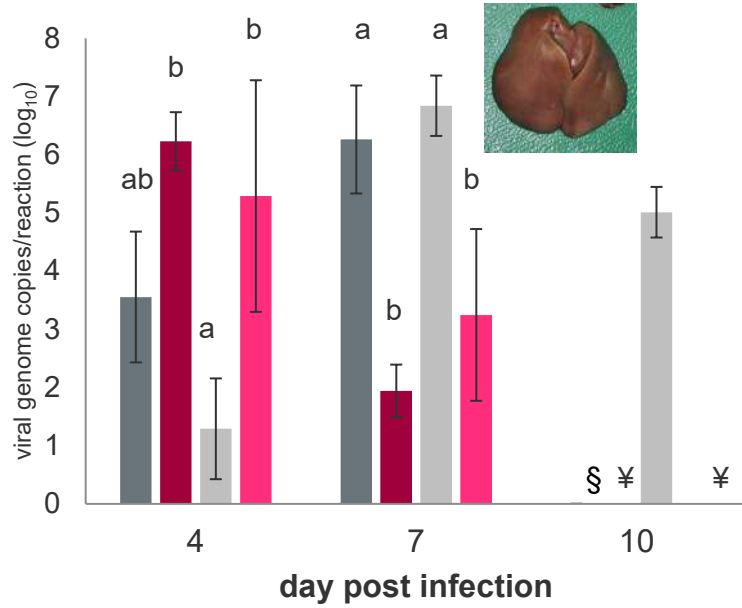 viral genome copies/reaction (log₁₀)
8
7
6
5
4
3
2
1
0
ab
b
a
b
a
b
a
b
§
¥
¥
4
7
10
day post infection